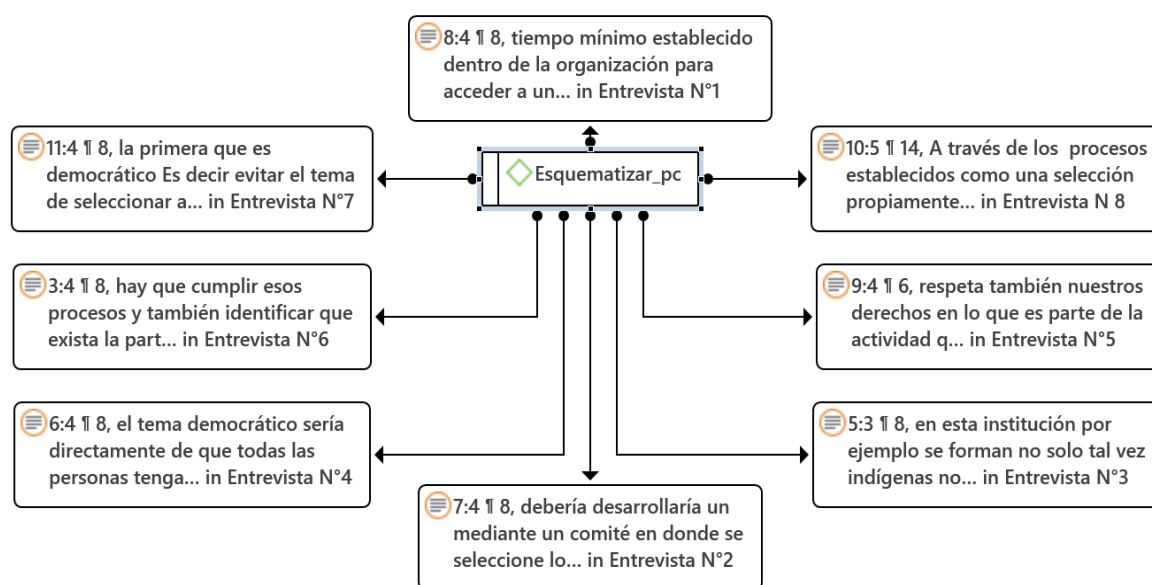 8:4 ¶ 8, tiempo mínimo establecido
dentro de la organización para
acceder a un... in Entrevista N°1
11:4 ¶ 8, la primera que es
democrático Es decir evitar el tema
de seleccionar a... in Entrevista N°7
Esquematizar_pc
10:5 ¶ 14, A través de los  procesos
establecidos como una selección
propiamente... in Entrevista N 8
3:4 ¶ 8, hay que cumplir esos
procesos y también identificar que
exista la part... in Entrevista N°6
9:4 ¶ 6, respeta también nuestros
derechos en lo que es parte de la
actividad q... in Entrevista N°5
6:4 ¶ 8, el tema democrático sería
directamente de que todas las
personas tenga... in Entrevista N°4
5:3 ¶ 8, en esta institución por
ejemplo se forman no solo tal vez
indígenas no... in Entrevista N°3
7:4 ¶ 8, debería desarrollaría un
mediante un comité en donde se
seleccione lo... in Entrevista N°2